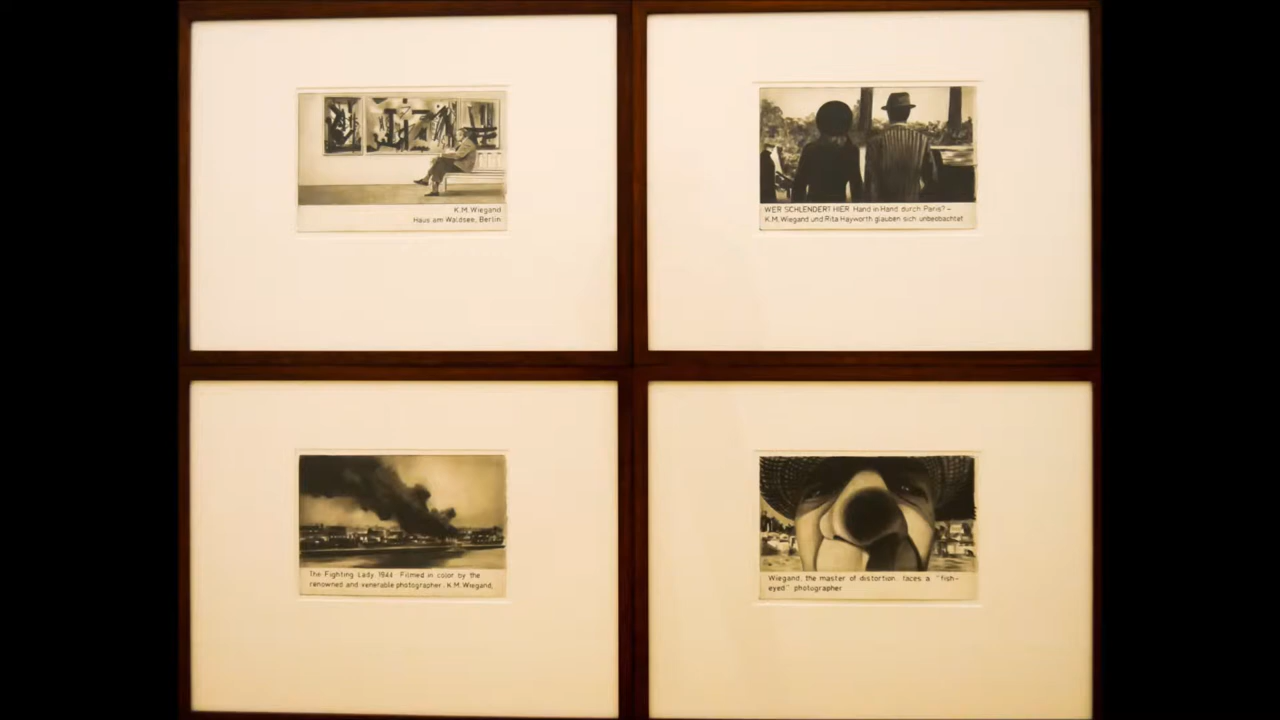 K.M. Wiegand
Haus am Waldsee, Berlin
WER SCHLENDERT HIER Hand in Hand durch Paris? –
K.M. Wiegand und Rita Hayworth glauben sich unbeobachtet
The Fighting Lady 1944 Filmed in color by the
renowned and venerable photographer. K.M. Wiegand,
Wiegand, the master of distortion, faces a "fish-
eyed" photographer